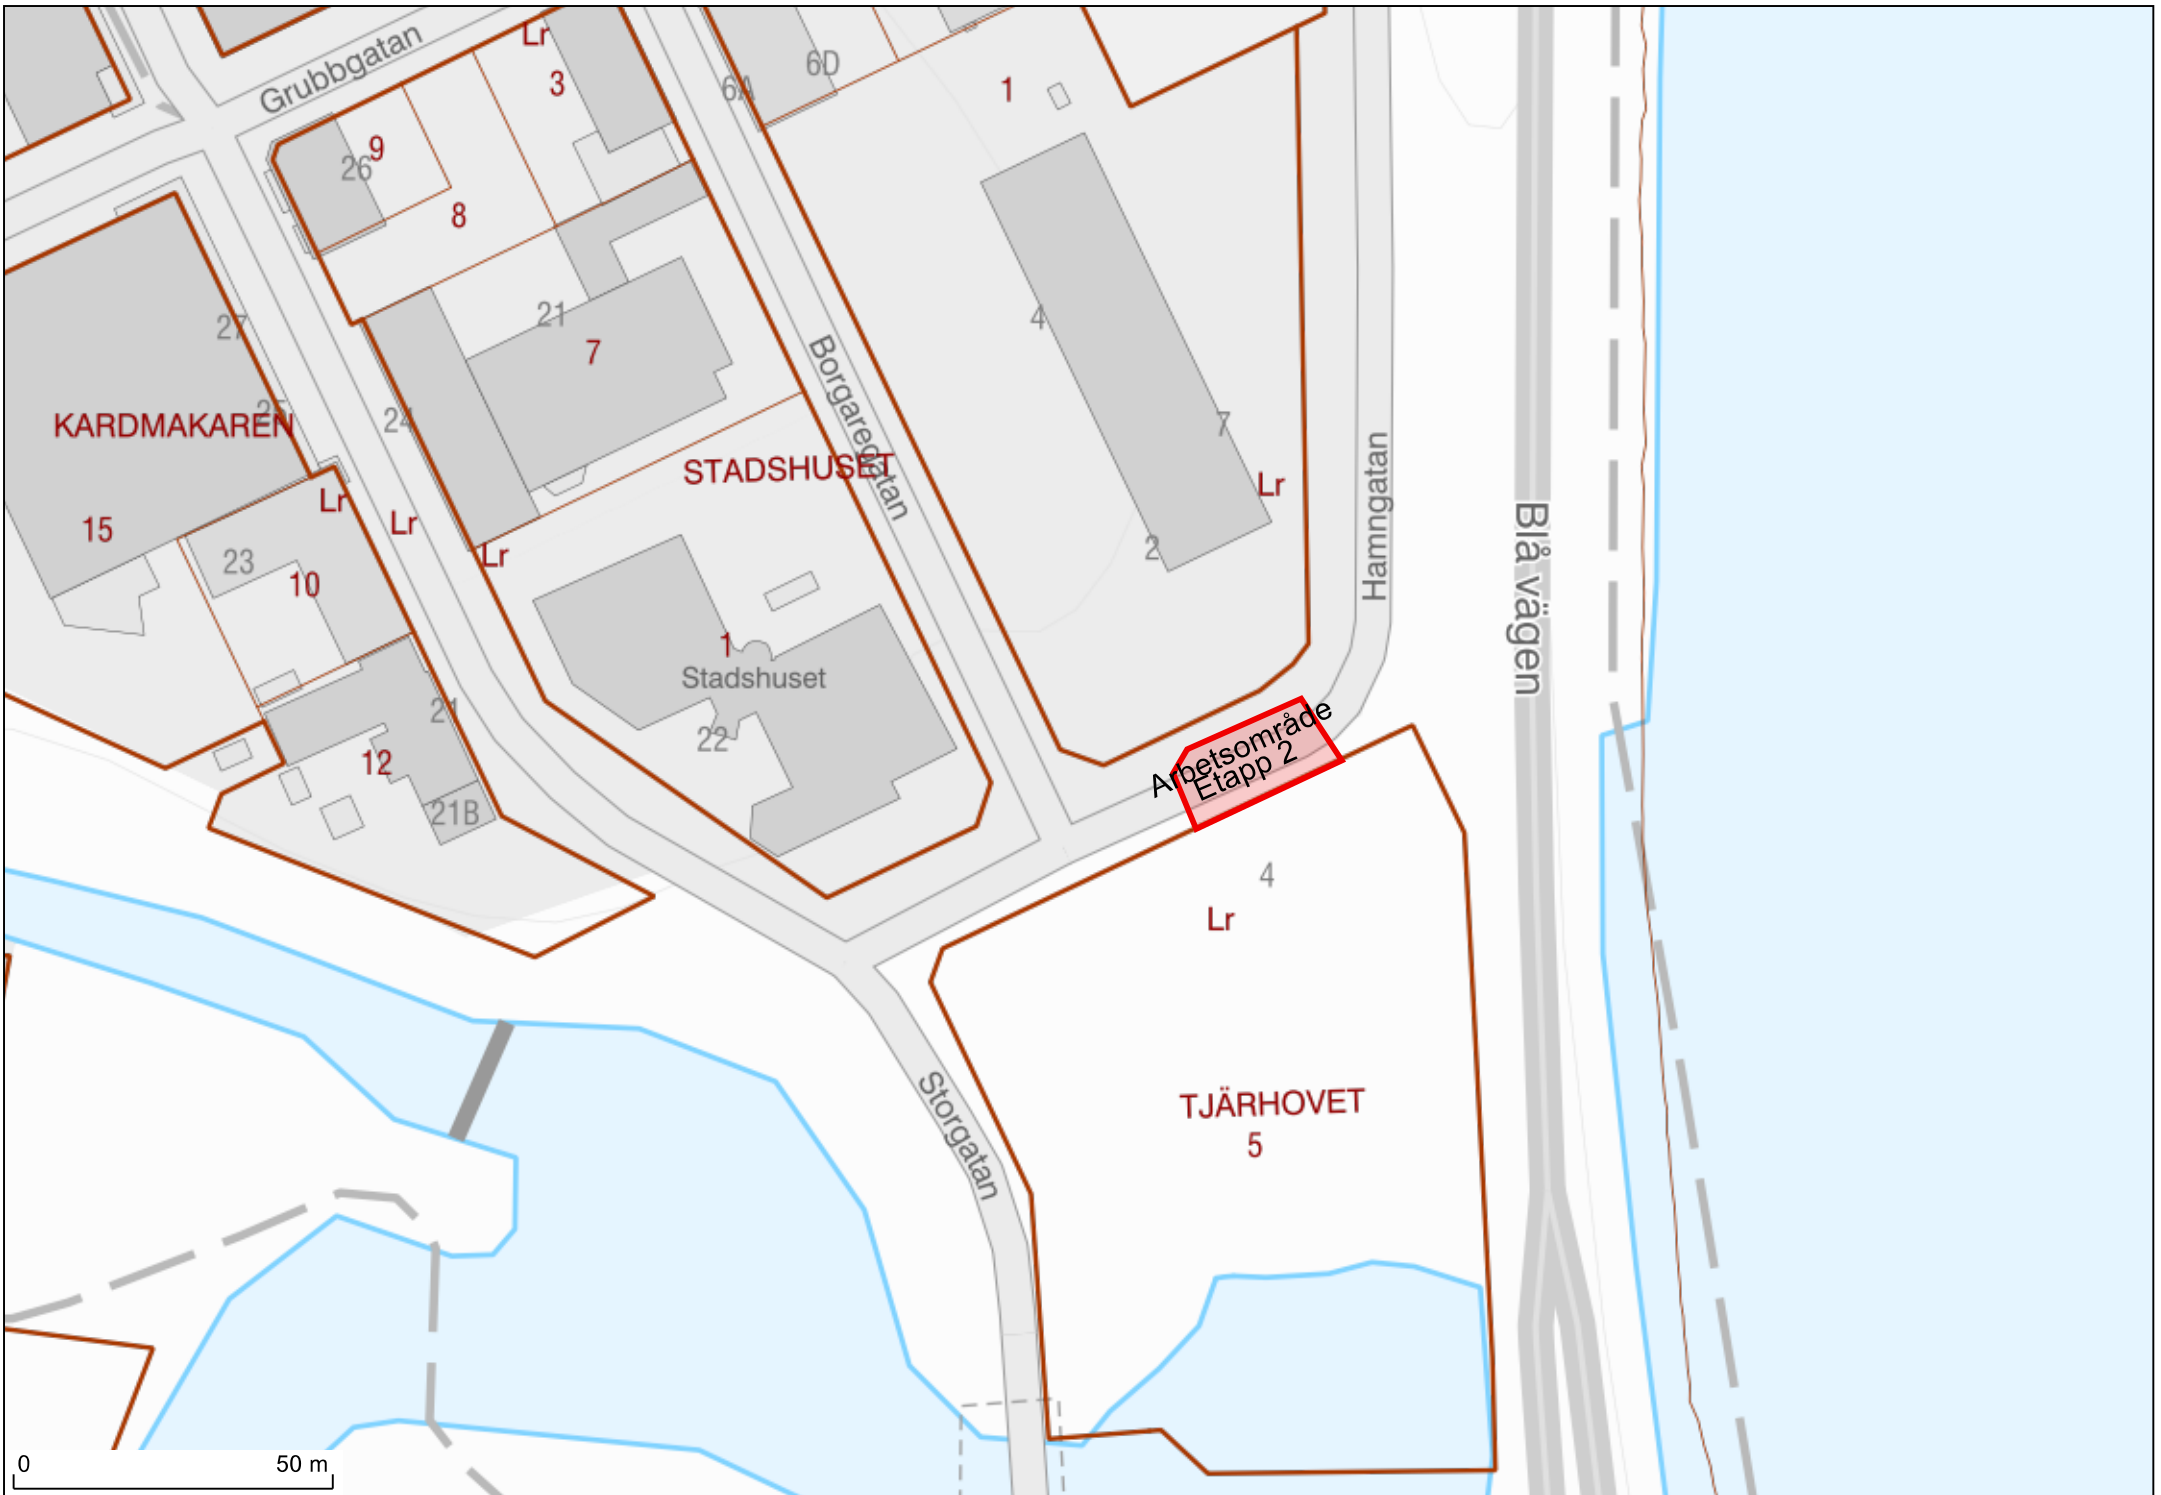 Grubbgatan
Lr
3
6A
6D
1
9
26
8
27
21
7
4
25
KARDMAKAREN
24
STADSHUSET
Borgaregatan
7
Lr
Hamngatan
Blå vägen
15
Lr
Lr
Lr
23
10
2
1
Stadshuset
22
21
12
21B
Arbetsområde
Etapp 2
4
Lr
Storgatan
TJÄRHOVET
5
0 50 m